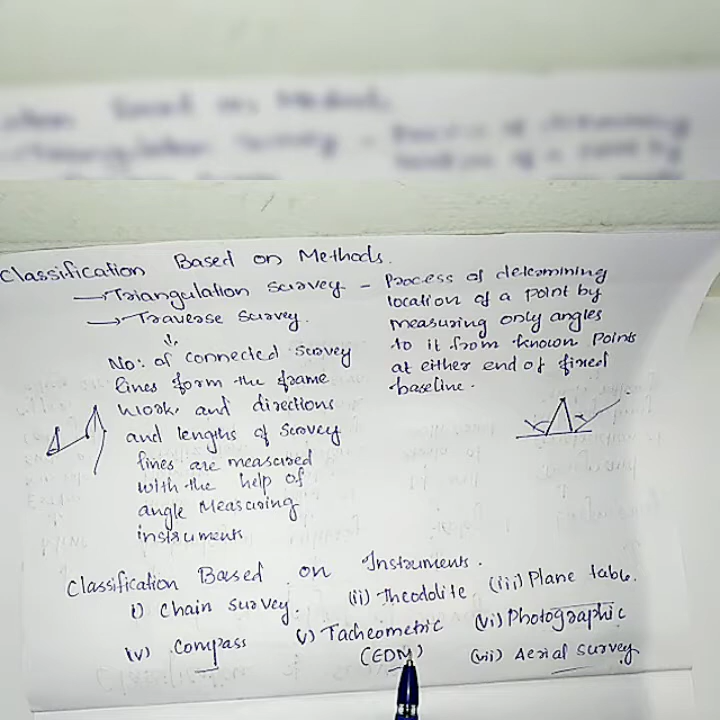 Classification Based on Methods.
→ Triangulation survey - Process of determining
location of a point by
measuring only angles
to it from known points
at either end of fixed
baseline.
→ Traverse survey.
No: of connected survey
lines form the frame
work, and directions
and lengths of survey
lines are measured
with the help of
angle Measuring
instruments
Classification Based on Instruments.
i) Chain survey. (ii) Theodolite (iii) Plane table.
iv) Compass v) Tacheometric (vi) Photographic
(EDM) (vii) Aerial survey